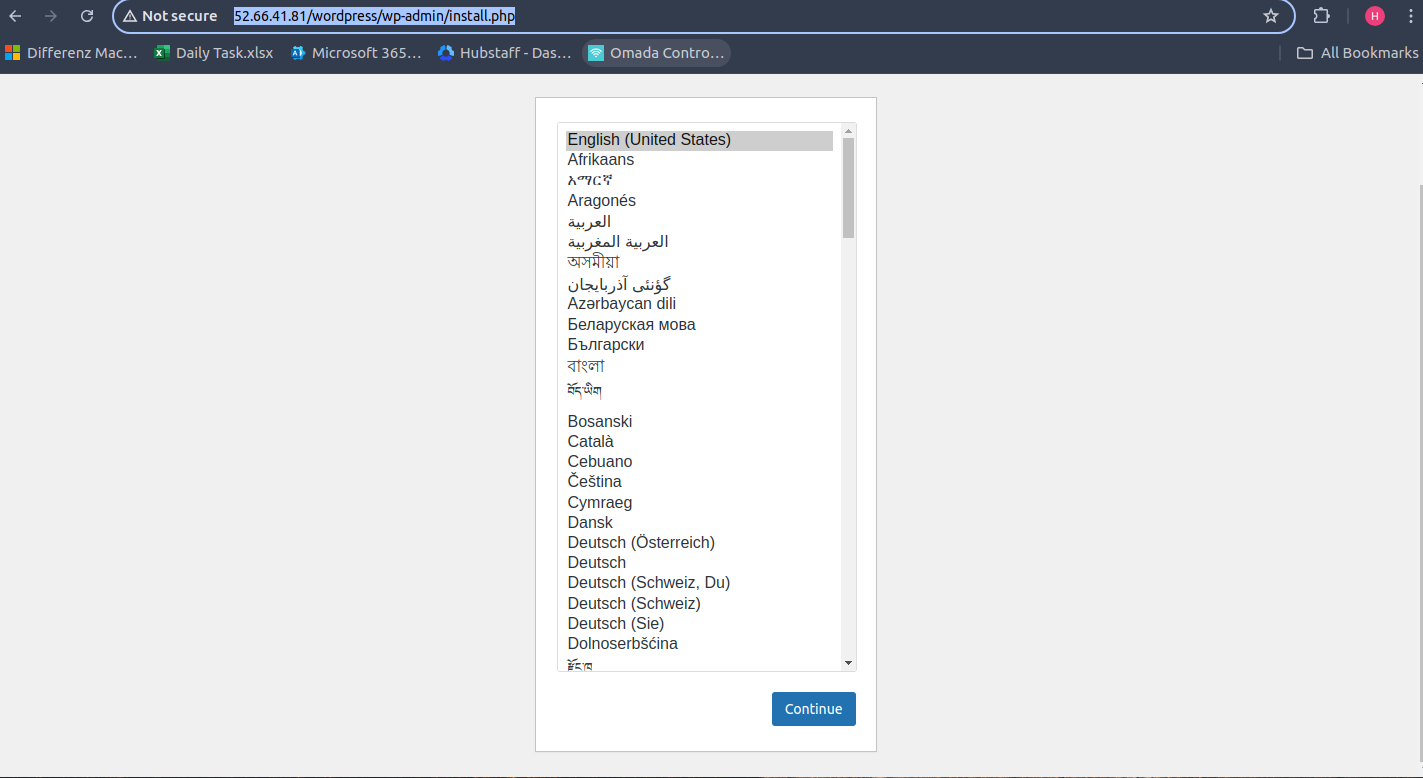 Not secure 52.66.41.81/wordpress/wp-admin/install.php H
Differenz Mac... Daily Task.xlsx Microsoft 365... Hubstaff - Das... Omada Contro... All Bookmarks
English (United States)
Afrikaans
አማርኛ
Aragonés
العربية
العربية المغربية
অসমীয়া
گؤنئی آذربایجان
Azərbaycan dili
Беларуская мова
Български
বাংলা
བོད་ཡིག
Bosanski
Català
Cebuano
Čeština
Cymraeg
Dansk
Deutsch (Österreich)
Deutsch
Deutsch (Schweiz, Du)
Deutsch (Schweiz)
Deutsch (Sie)
Dolnoserbšćina
རྫོང་ཁ
Continue